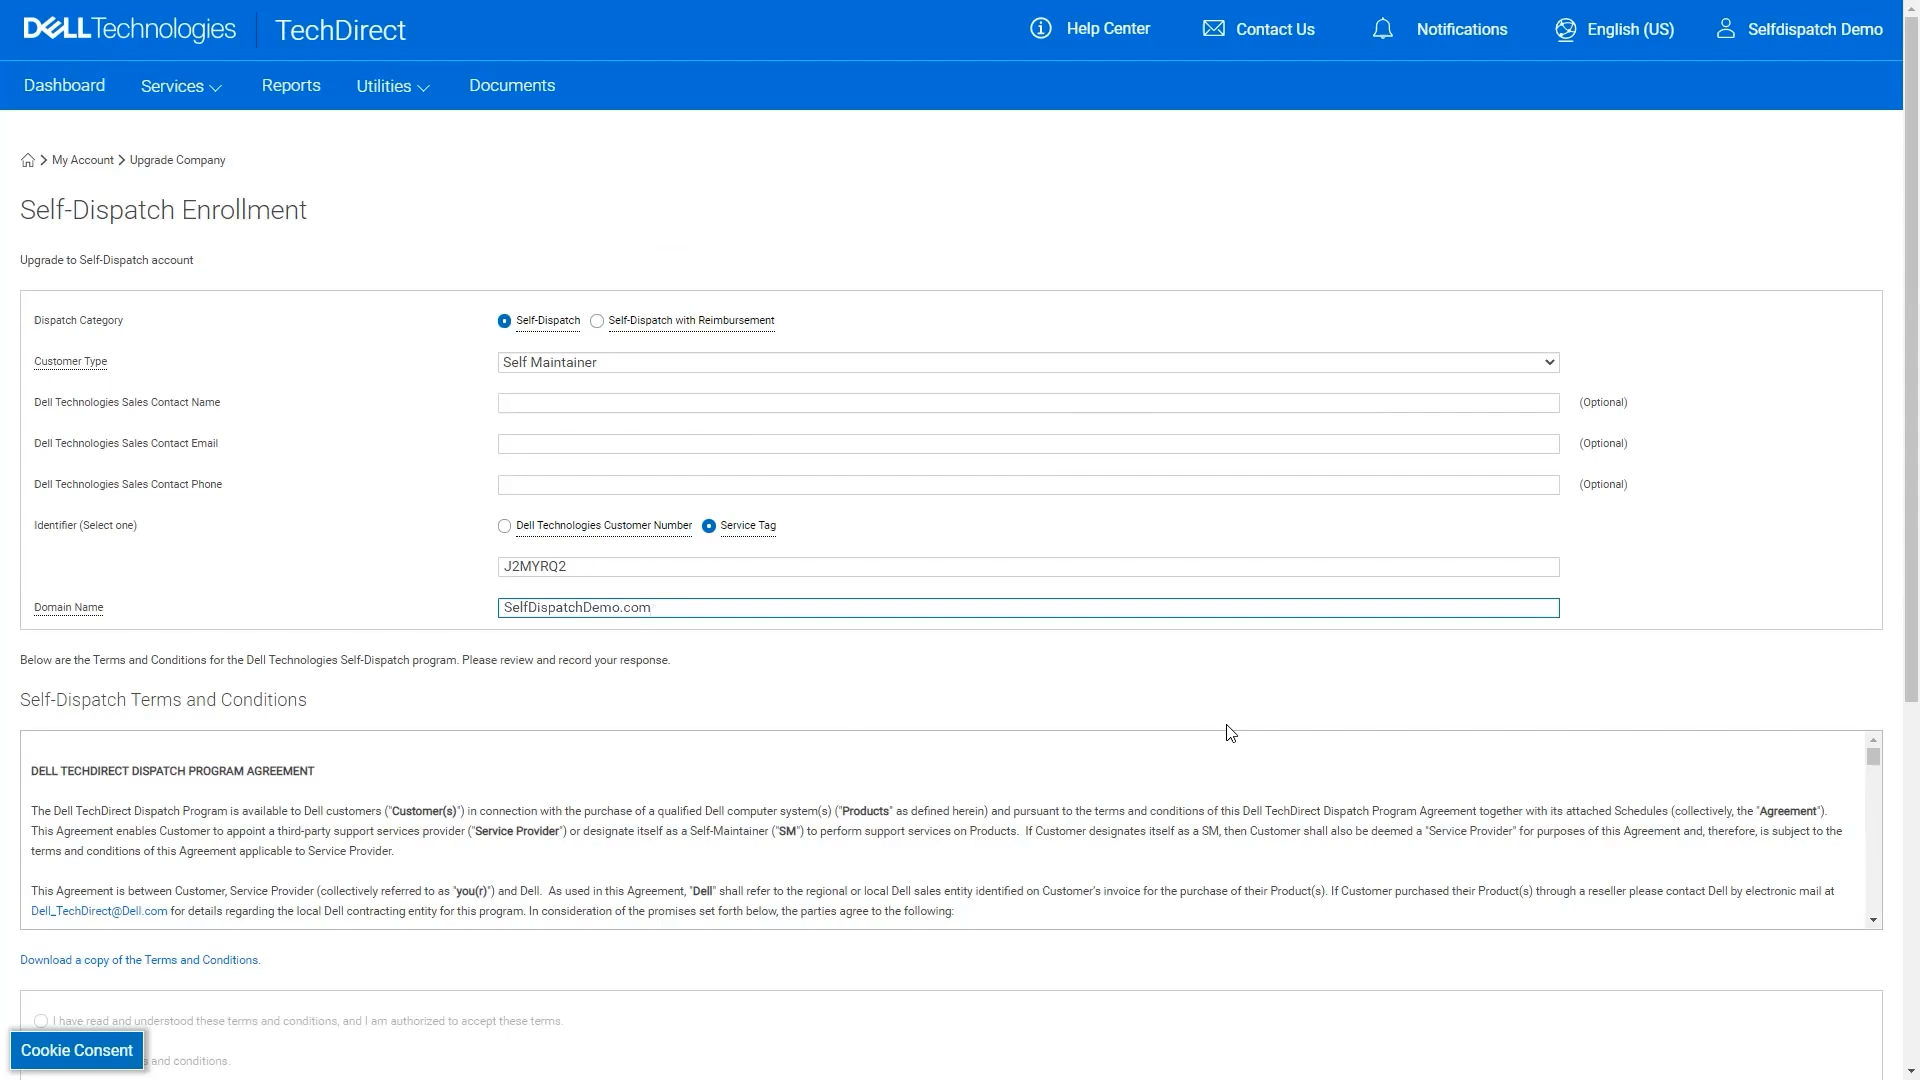 DELL Technologies TechDirect Help Center Contact Us Notifications English (US) Selfdispatch Demo
Dashboard Services Reports Utilities Documents
My Account Upgrade Company
Self-Dispatch Enrollment
Upgrade to Self-Dispatch account
Dispatch Category Self-Dispatch Self-Dispatch with Reimbursement
Customer Type Self Maintainer
Dell Technologies Sales Contact Name (Optional)
Dell Technologies Sales Contact Email (Optional)
Dell Technologies Sales Contact Phone (Optional)
Identifier (Select one) Dell Technologies Customer Number Service Tag
J2MYRQ2
Domain Name SelfDispatchDemo.com
Below are the Terms and Conditions for the Dell Technologies Self-Dispatch program. Please review and record your response.
Self-Dispatch Terms and Conditions
DELL TECHDIRECT DISPATCH PROGRAM AGREEMENT
The Dell TechDirect Dispatch Program is available to Dell customers ("Customer(s)") in connection with the purchase of a qualified Dell computer system(s) ("Products" as defined herein) and pursuant to the terms and conditions of this Dell TechDirect Dispatch Program Agreement together with its attached Schedules (collectively, the "Agreement").
This Agreement enables Customer to appoint a third-party support services provider ("Service Provider") or designate itself as a Self-Maintainer ("SM") to perform support services on Products. If Customer designates itself as a SM, then Customer shall also be deemed a "Service Provider" for purposes of this Agreement and, therefore, is subject to the
terms and conditions of this Agreement applicable to Service Provider.
This Agreement is between Customer, Service Provider (collectively referred to as "you(r)") and Dell. As used in this Agreement, "Dell" shall refer to the regional or local Dell sales entity identified on Customer's invoice for the purchase of their Product(s). If Customer purchased their Product(s) through a reseller please contact Dell by electronic mail at
Dell_TechDirect@Dell.com for details regarding the local Dell contracting entity for this program. In consideration of the promises set forth below, the parties agree to the following:
Download a copy of the Terms and Conditions.
I have read and understood these terms and conditions, and I am authorized to accept these terms.
Cookie Consent
s and conditions.